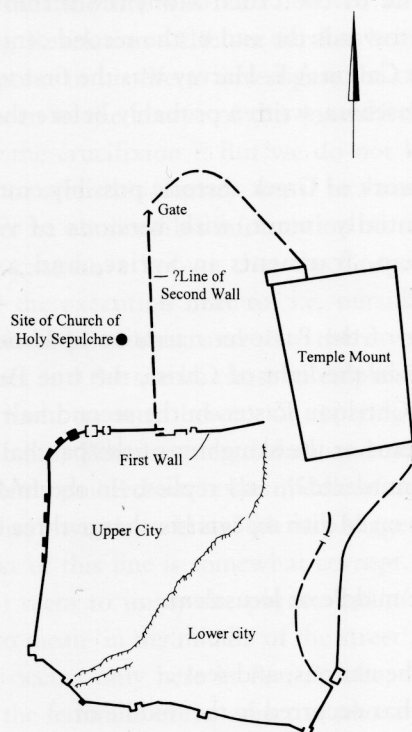 Gate
?Line of
Second Wall
Site of Church of
Holy Sepulchre
Temple Mount
First Wall
Upper City
Lower city